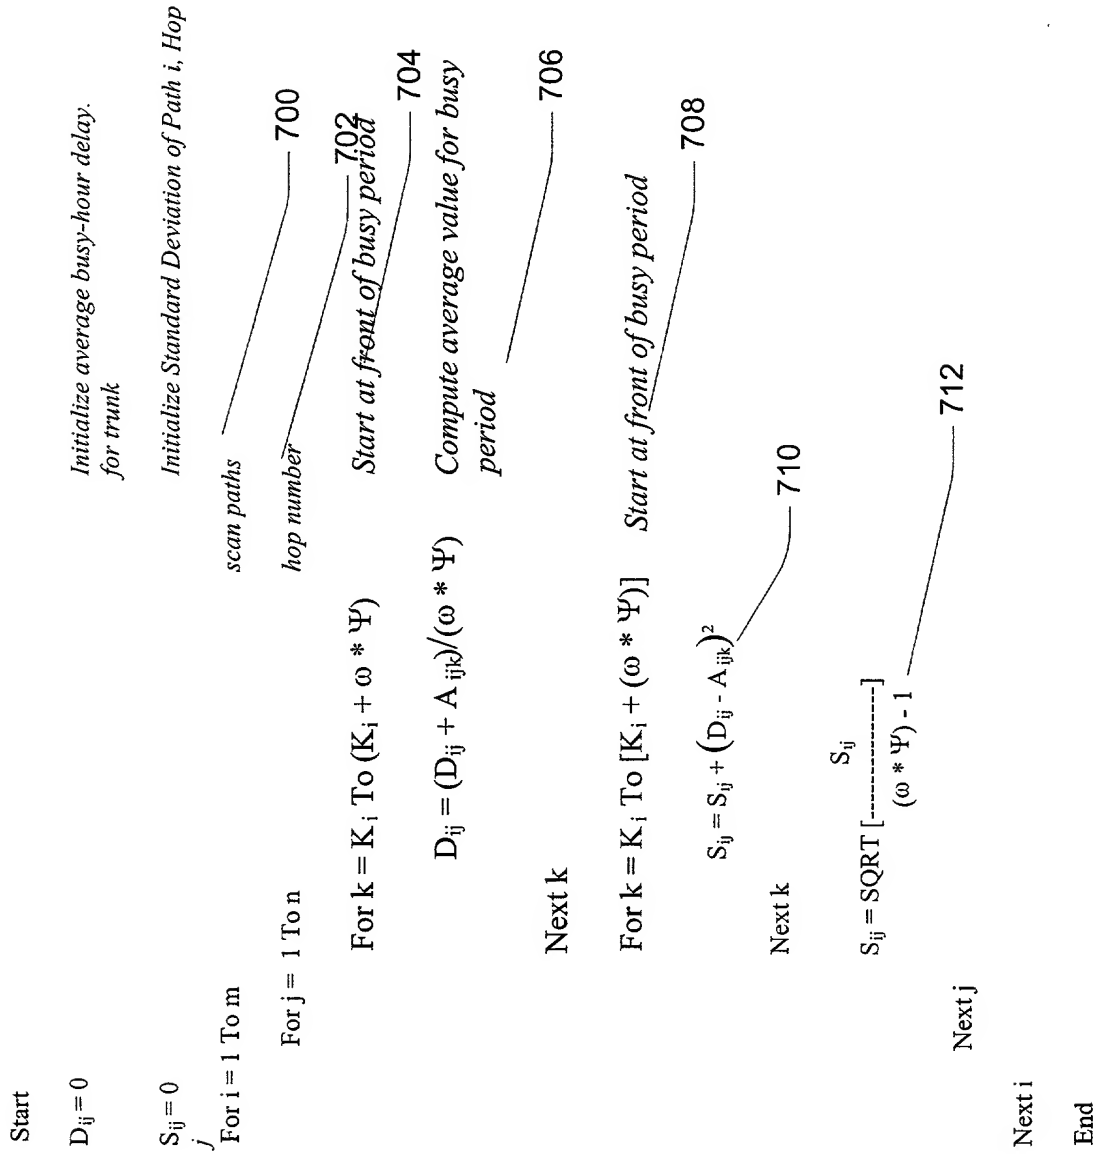 Start
D_ij = 0 Initialize average busy-hour delay.
for trunk
S_ij = 0 Initialize Standard Deviation of Path i, Hop
j
For i = 1 To m scan paths 700
For j = 1 To n hop number 702
For k = K_i To (K_i + ω * Ψ) Start at front of busy period 704
D_ij = (D_ij + A_ijk)/(ω * Ψ) Compute average value for busy
period 706
Next k
For k = K_i To [K_i + (ω * Ψ)] Start at front of busy period 708
S_ij = S_ij + (D_ij - A_ijk)^2 710
Next k
S_ij
S_ij = SQRT [---------------]
(ω * Ψ) - 1 712
Next j
Next i
End